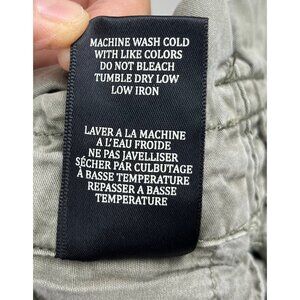 MACHINE WASH COLD
WITH LIKE COLORS
DO NOT BLEACH
TUMBLE DRY LOW
LOW IRON
LAVER A LA MACHINE
A L'EAU FROIDE
NE PAS JAVELLISER
SÉCHER PAR CULBUTAGE
À BASSE TEMPERATURE
REPASSER A BASSE
TEMPERATURE